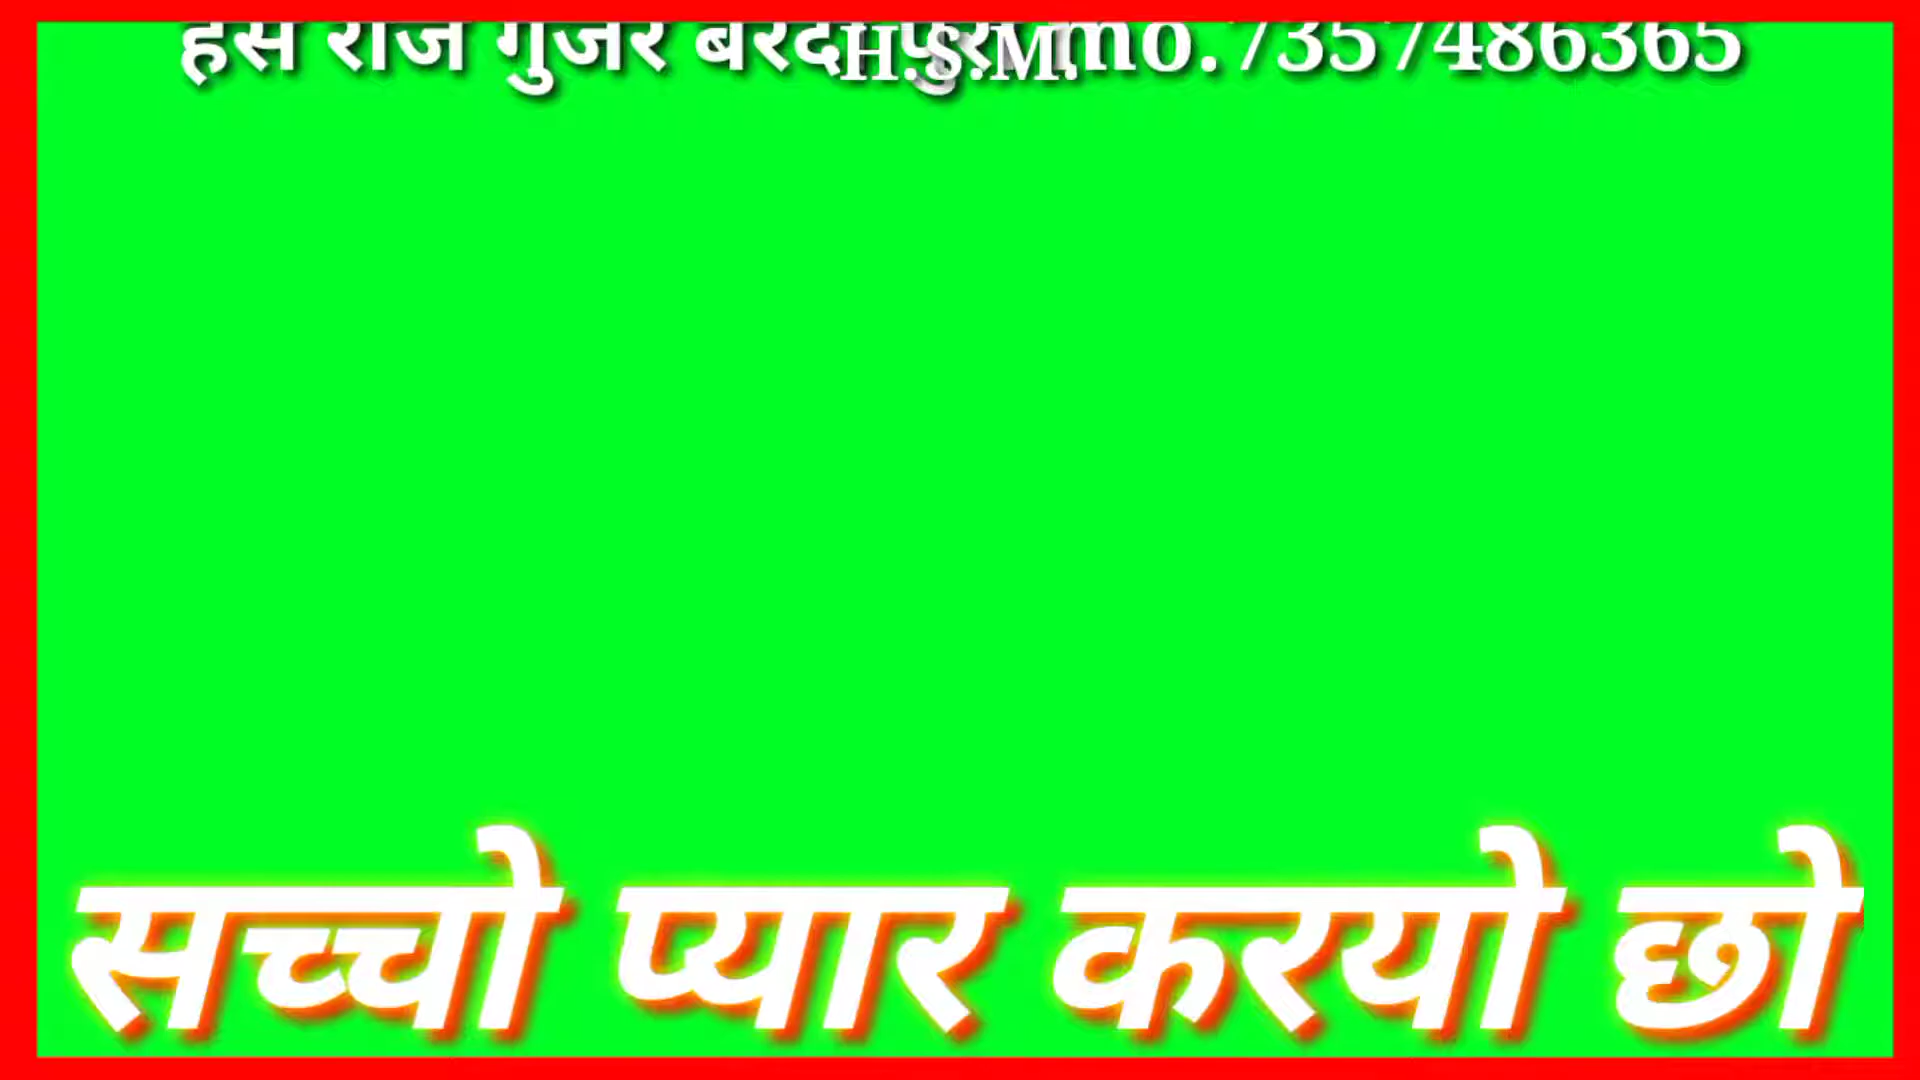 हंस राज गुर्जर बरदा पुरा mo.7357486365
H.S.M.
सच्चो प्यार करयो छो